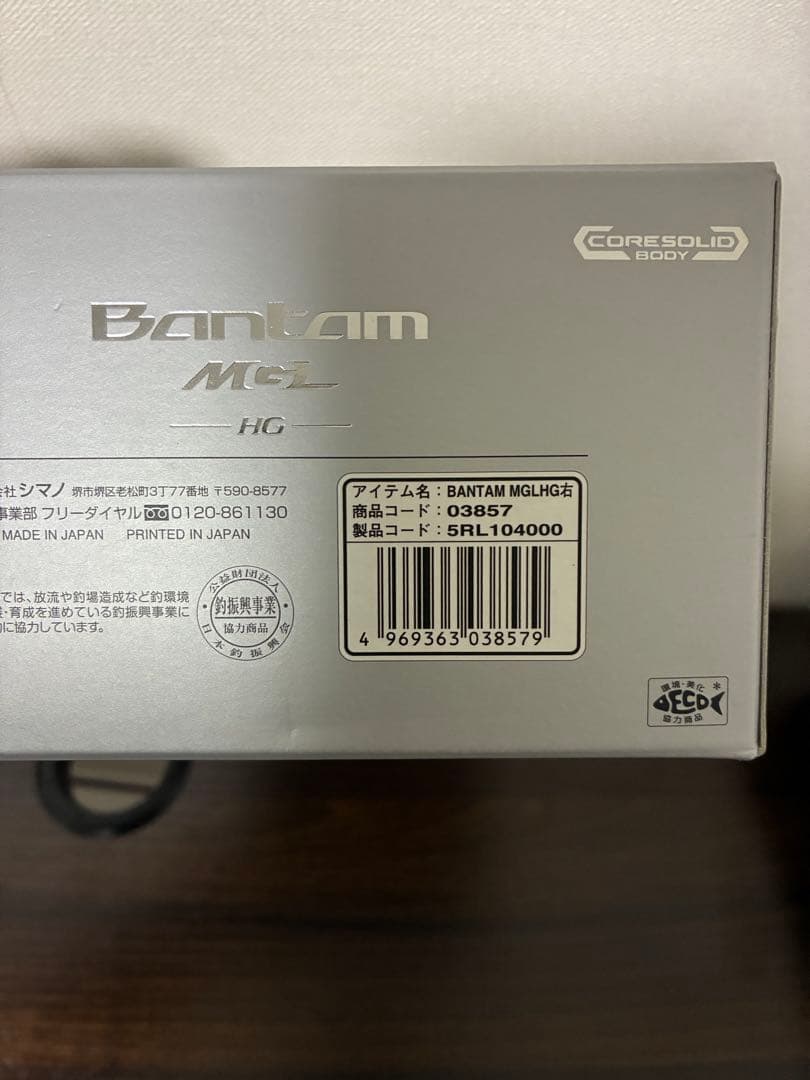 CORESOLID
BODY
Bantam
MGL
HG
会社シマノ 堺市堺区老松町3丁77番地 〒590-8577
事業部 フリーダイヤル 0120-861130
MADE IN JAPAN PRINTED IN JAPAN
では、放流や釣場造成など釣環境
・育成を進めている釣振興事業に
に協力しています。
公益財団法人
釣振興事業
協力商品
日本釣振興会
アイテム名：BANTAM MGLHG右
商品コード：03857
製品コード：5RL104000
4 969363 038579
環境・美化
ECO
協力商品